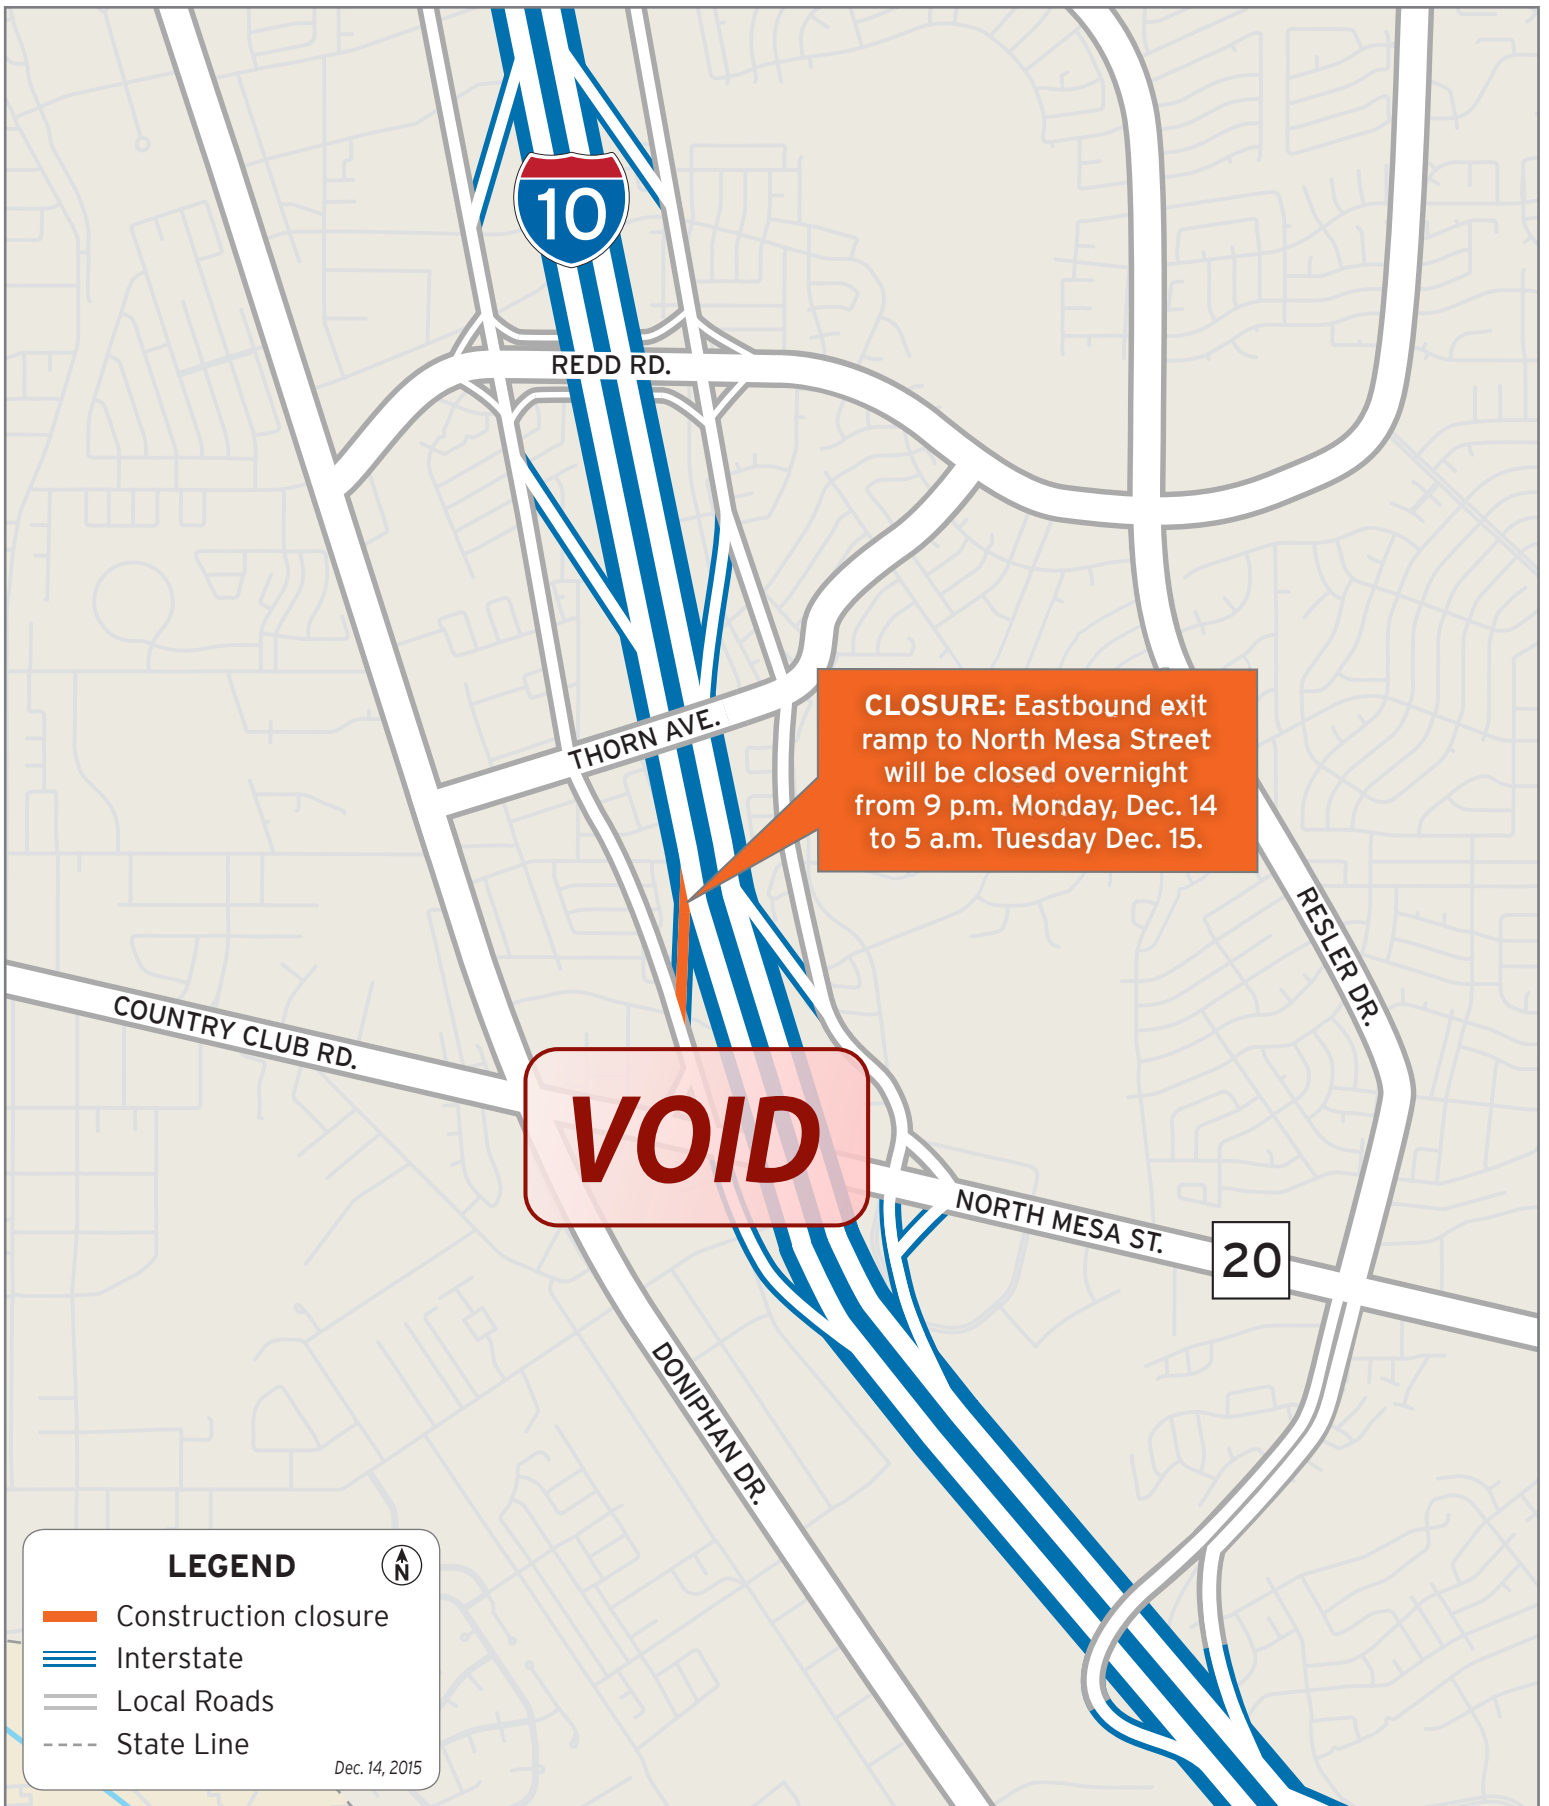 10
REDD RD.
THORN AVE.
CLOSURE: Eastbound exit
ramp to North Mesa Street
will be closed overnight
from 9 p.m. Monday, Dec. 14
to 5 a.m. Tuesday Dec. 15.
RESLER DR.
COUNTRY CLUB RD.
VOID
NORTH MESA ST.
20
DONIPHAN DR.
LEGEND
N
Construction closure
Interstate
Local Roads
State Line
Dec. 14, 2015